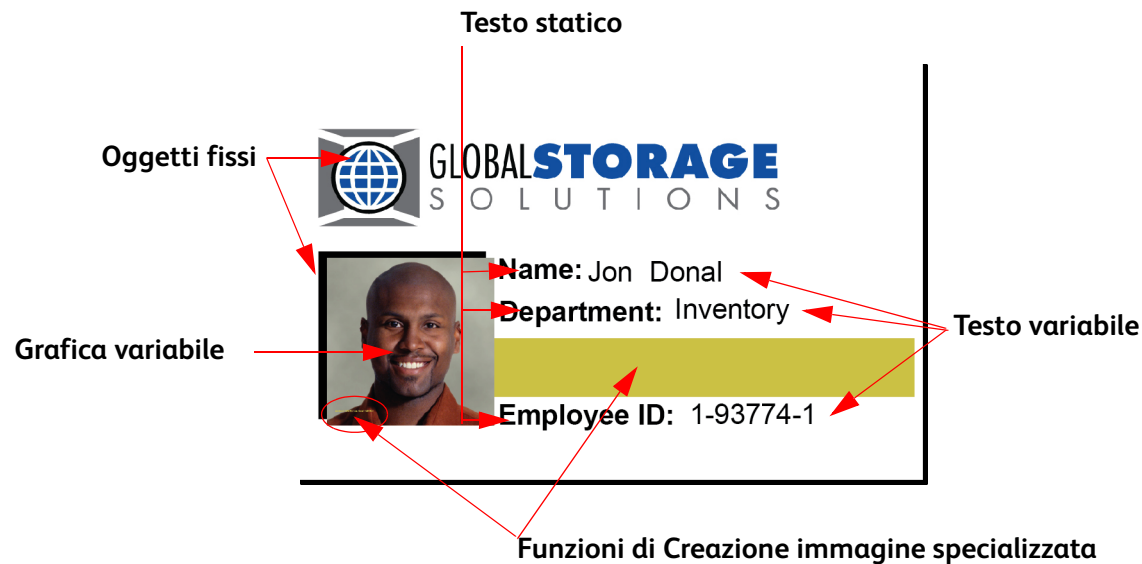 Testo statico
Oggetti fissi
GLOBALSTORAGE
SOLUTIONS
Name: Jon Donal
Department: Inventory
Testo variabile
Grafica variabile
Employee ID: 1-93774-1
Funzioni di Creazione immagine specializzata